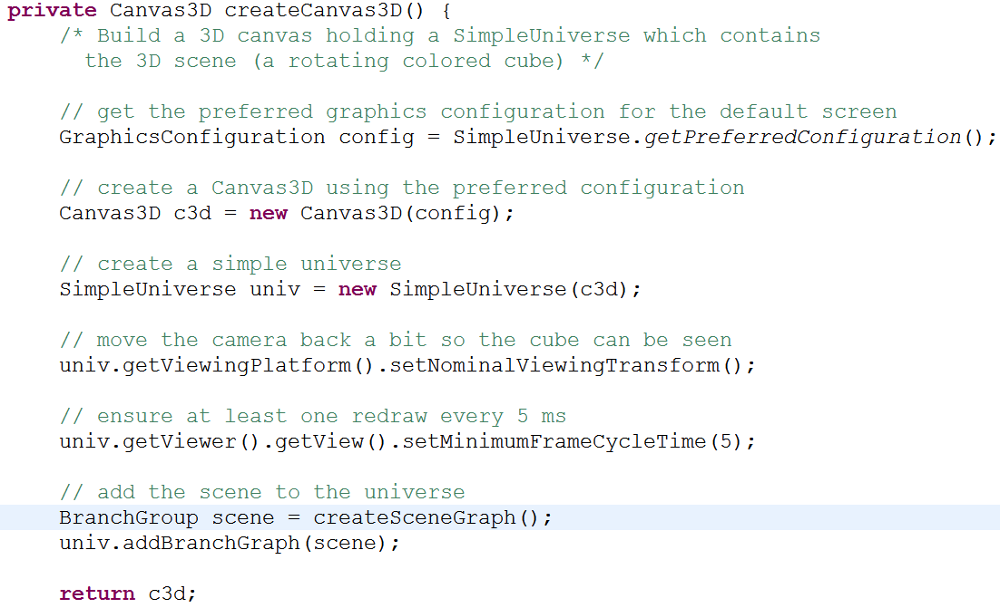 private Canvas3D createCanvas3D() {
/* Build a 3D canvas holding a SimpleUniverse which contains
the 3D scene (a rotating colored cube) */
// get the preferred graphics configuration for the default screen
GraphicsConfiguration config = SimpleUniverse.getPreferredConfiguration();
// create a Canvas3D using the preferred configuration
Canvas3D c3d = new Canvas3D(config);
// create a simple universe
SimpleUniverse univ = new SimpleUniverse(c3d);
// move the camera back a bit so the cube can be seen
univ.getViewingPlatform().setNominalViewingTransform();
// ensure at least one redraw every 5 ms
univ.getViewer().getView().setMinimumFrameCycleTime(5);
// add the scene to the universe
BranchGroup scene = createSceneGraph();
univ.addBranchGraph(scene);
return c3d;